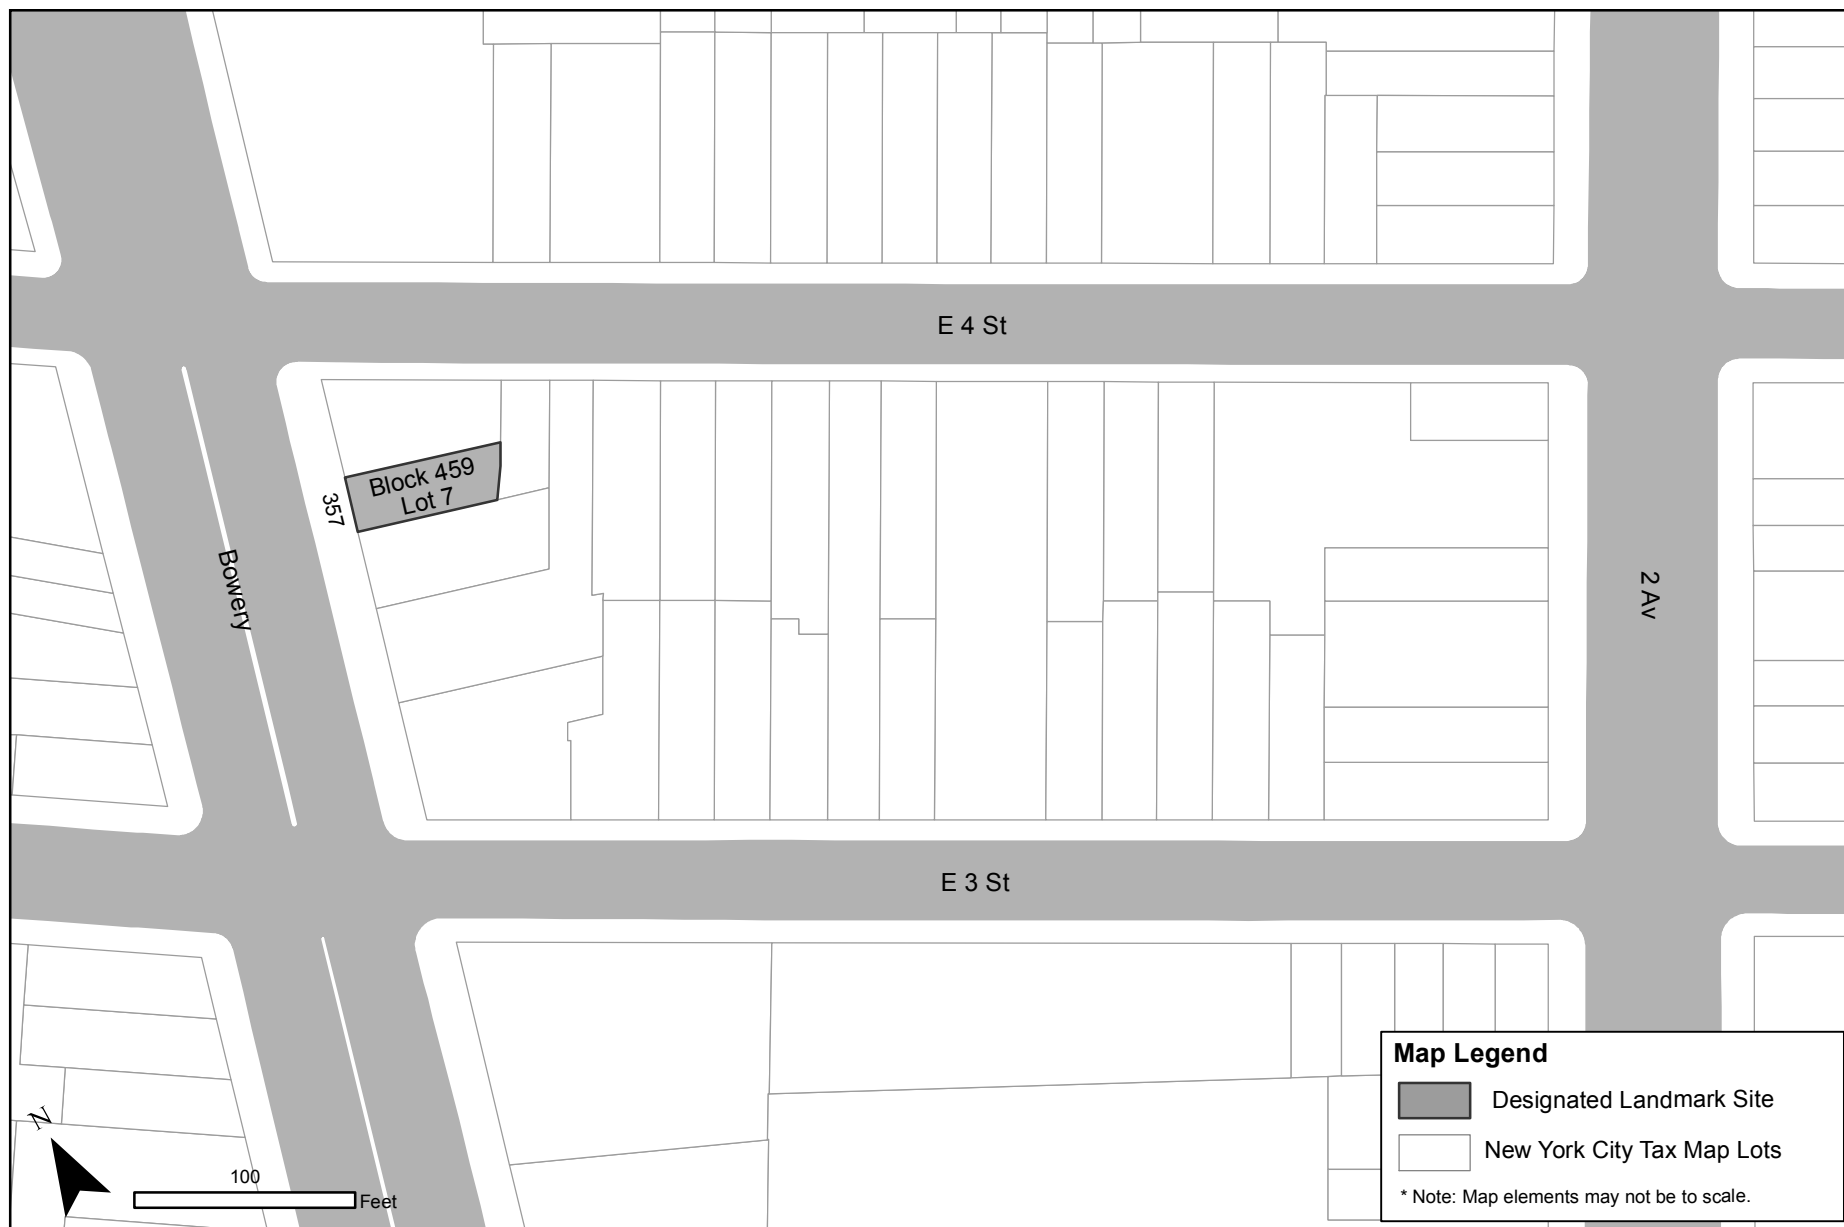 E 4 St
Block 459
Lot 7
357
Bowery
2 Av
E 3 St
Map Legend
Designated Landmark Site
New York City Tax Map Lots
* Note: Map elements may not be to scale.
N
100
Feet